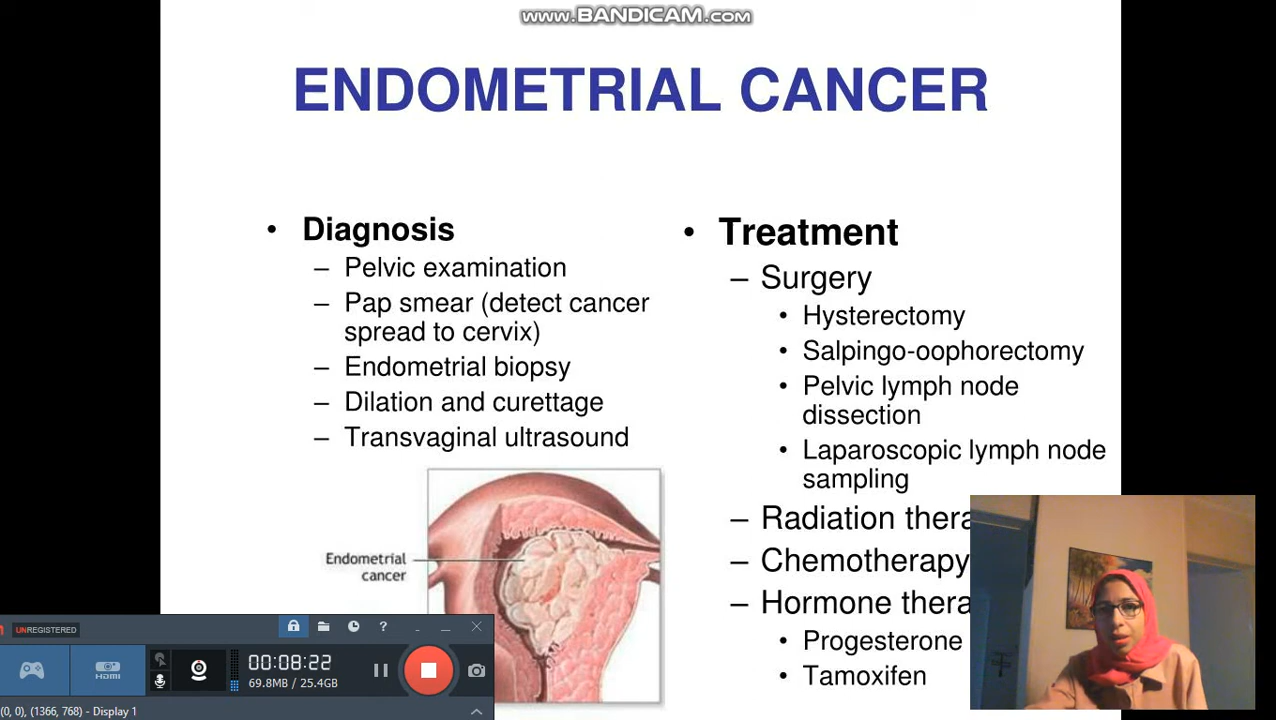 www.BANDICAM.com
ENDOMETRIAL CANCER
• Diagnosis
– Pelvic examination
– Pap smear (detect cancer
spread to cervix)
– Endometrial biopsy
– Dilation and curettage
– Transvaginal ultrasound
Endometrial
cancer
• Treatment
– Surgery
• Hysterectomy
• Salpingo-oophorectomy
• Pelvic lymph node
dissection
• Laparoscopic lymph node
sampling
– Radiation thera
– Chemotherapy
– Hormone thera
• Progesterone
• Tamoxifen
UNREGISTERED
?
HDMI
00:08:22
69.8MB / 25.4GB
(0, 0), (1366, 768) - Display 1